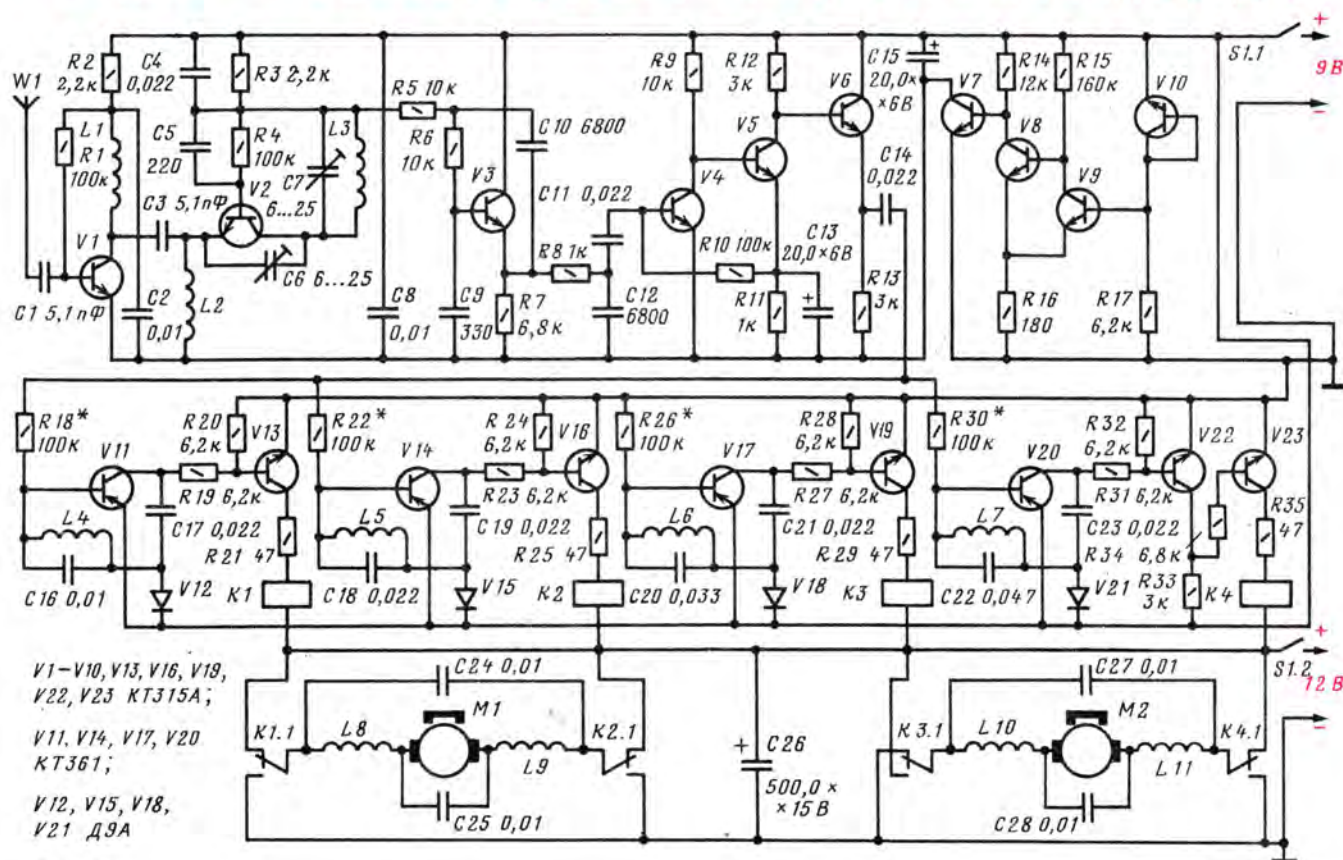 W1
R2
2,2к
C4
0,022
R3 2,2к
L1
R1
100к
C5
220
R4
100к
L3
C7
6...25
V2
C3 5,1пФ
V1
C1 5,1пФ
C2
0,01
L2
C6 6...25
R5 10к
R6
10к
C10 6800
V3
C8
0,01
C9
330
R7
6,8к
R8 1к
C11 0,022
C12
6800
R9
10к
R12
3к
V4
V5
V6
R10 100к
R11
1к
C13
20,0×6В
C14
0,022
R13
3к
C15
20,0×
×6В
V7
R14
12к
R15
160к
V10
V8
V9
R16
180
R17
6,2к
S1.1
+
9В
−
R18*
100к
R20
6,2к
V13
V11
R19 6,2к
L4
C17 0,022
R21 47
C16 0,01
V12
K1
R22*
100к
R24
6,2к
V16
V14
R23 6,2к
L5
C19 0,022
R25 47
C18 0,022
V15
K2
R26*
100к
R28
6,2к
V19
V17
R27 6,2к
L6
C21 0,022
R29 47
C20 0,033
V18
K3
R30*
100к
R32
6,2к
V22
V23
V20
R31 6,2к
L7
C23 0,022
R34
6,8к
R35
47
C22 0,047
V21
R33
3к
K4
V1−V10, V13, V16, V19,
V22, V23 КТ315А;
V11, V14, V17, V20
КТ361;
V12, V15, V18,
V21 Д9А
C24 0,01
M1
K1.1
L8
L9
K2.1
C25 0,01
+
C26
500,0×
×15В
C27 0,01
M2
K3.1
L10
L11
K4.1
C28 0,01
S1.2
+
12 В
−